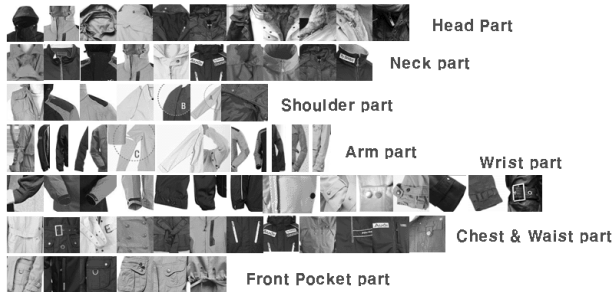 Head Part
Neck part
B
Shoulder part
C
Arm part
Wrist part
Chest & Waist part
Front Pocket part